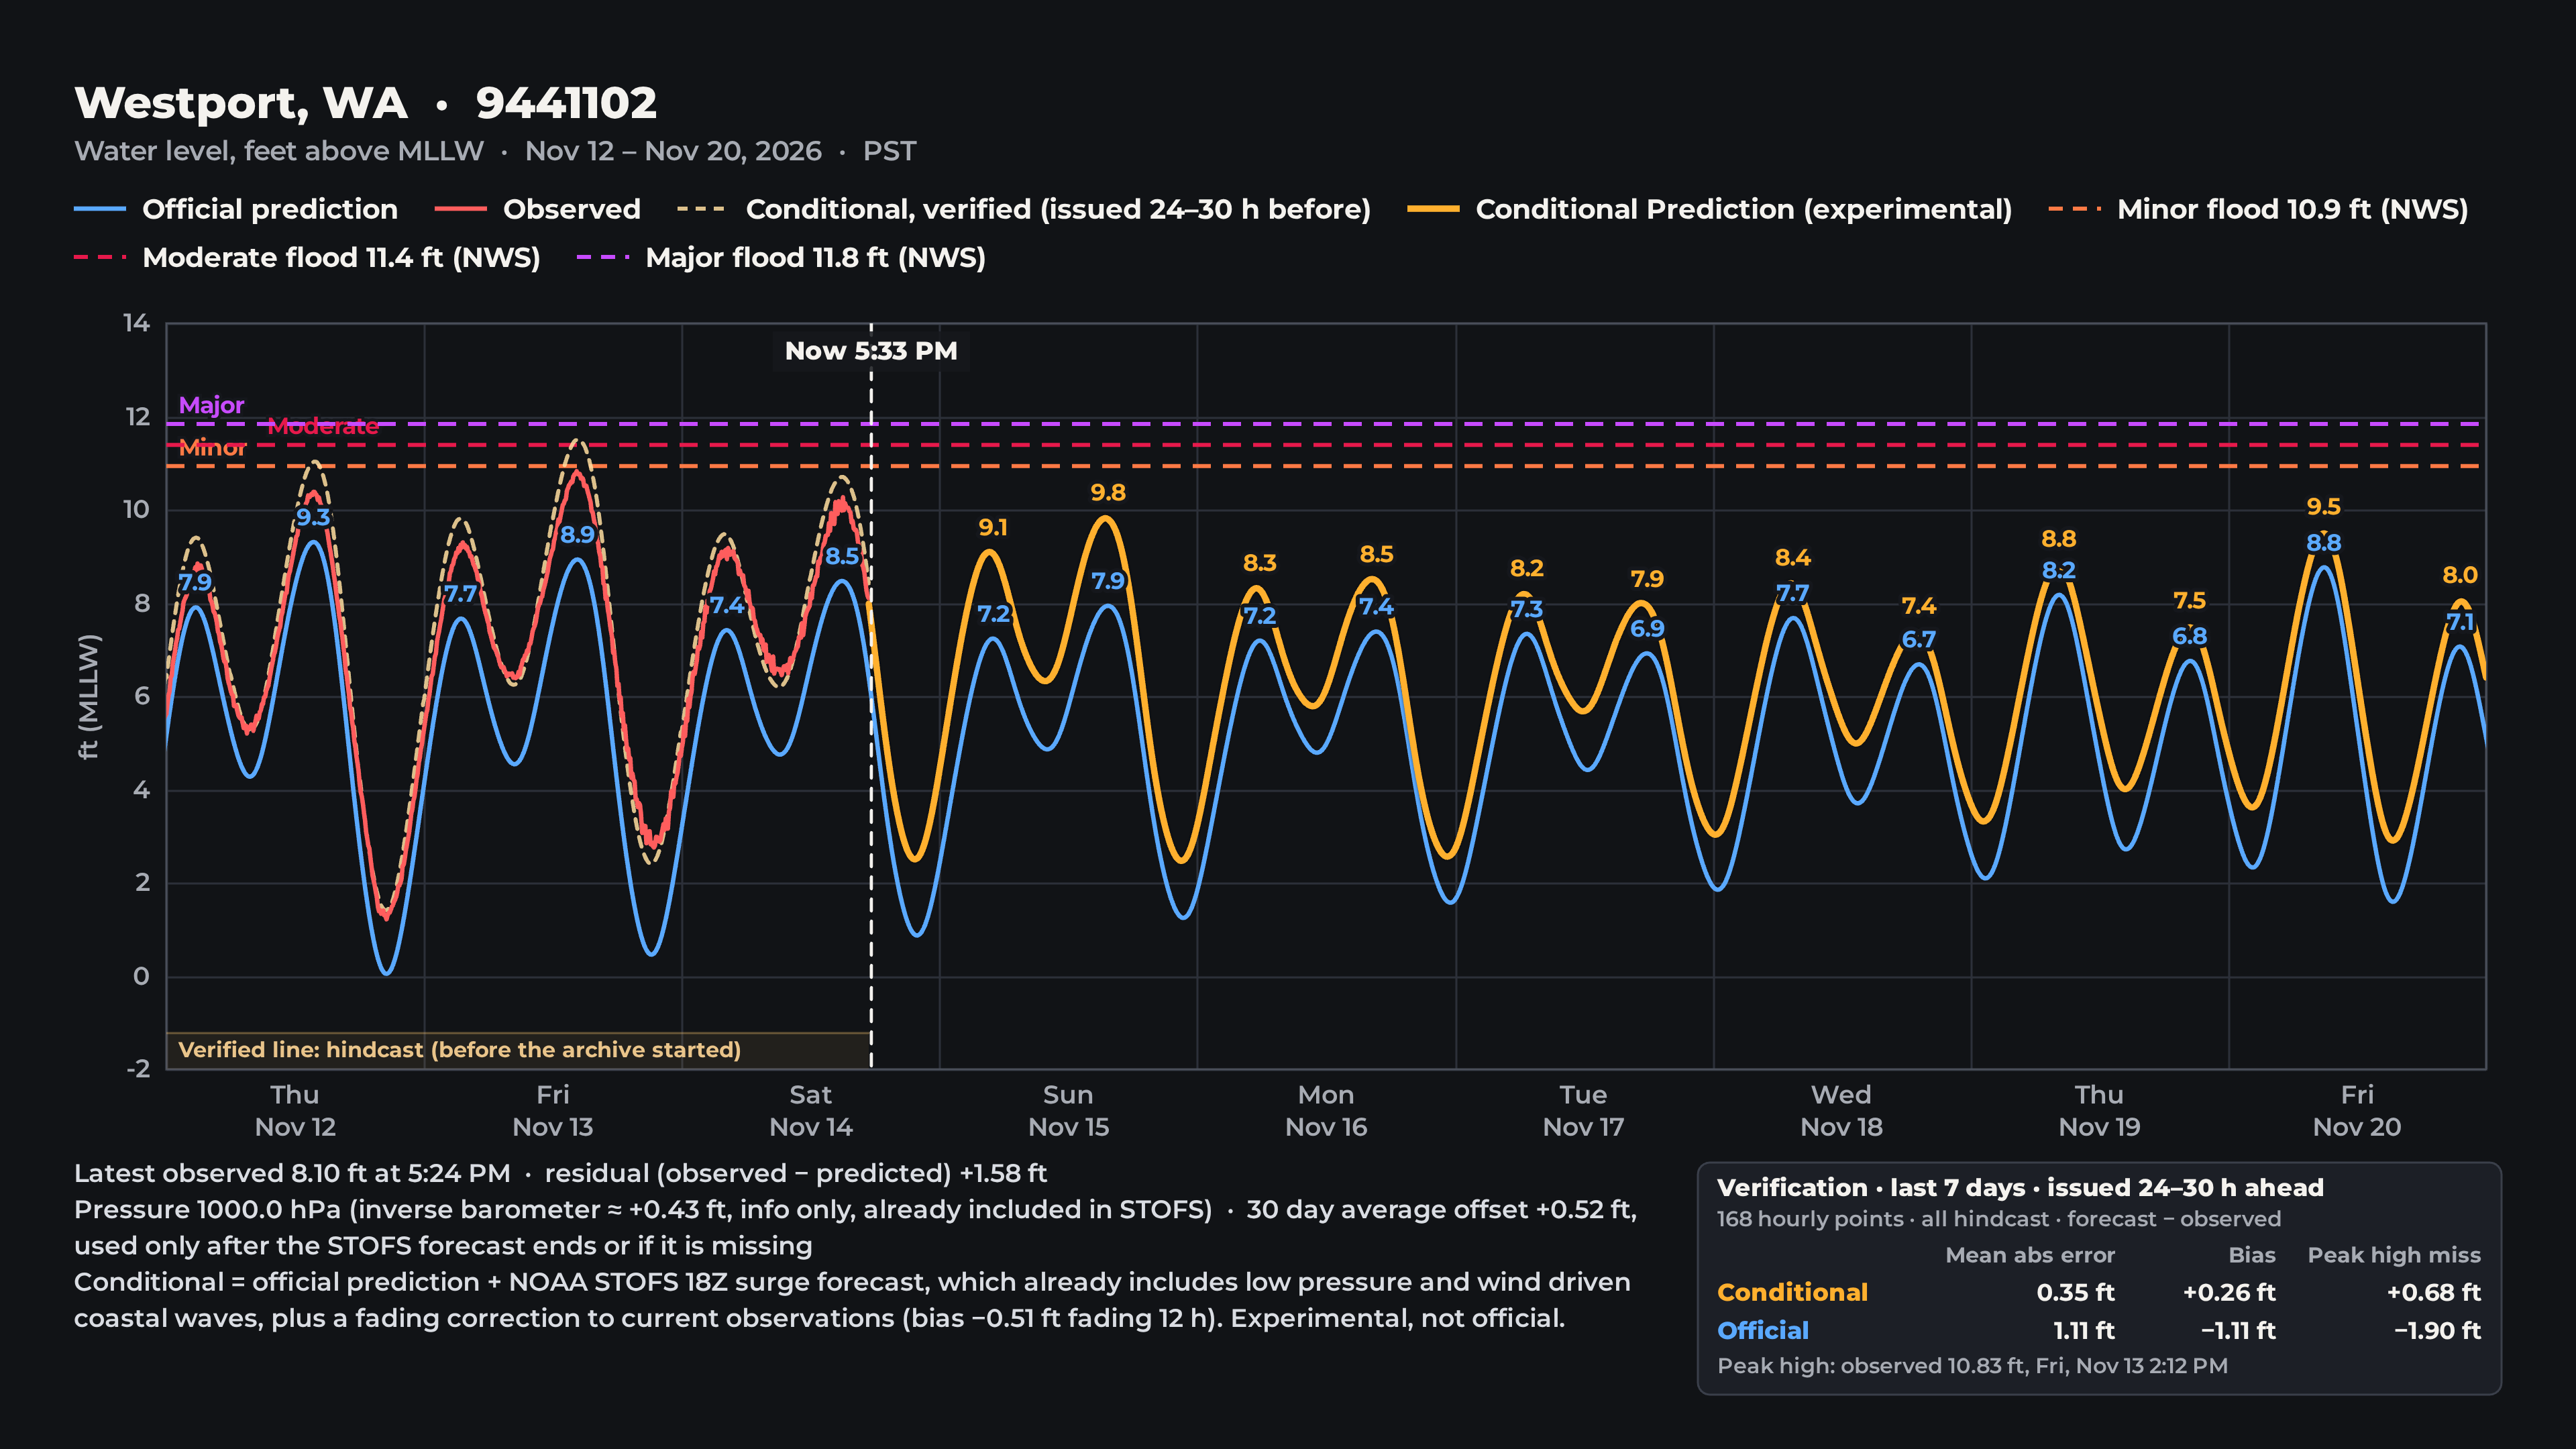 Westport, WA · 9441102
Water level, feet above MLLW · Nov 12 – Nov 20, 2026 · PST
Official prediction Observed Conditional, verified (issued 24–30 h before) Conditional Prediction (experimental) Minor flood 10.9 ft (NWS)
Moderate flood 11.4 ft (NWS) Major flood 11.8 ft (NWS)
14
Now 5:33 PM
Major
12
Moderate
Minor
10
8
6
4
2
0
-2
ft (MLLW)
7.9 9.3 7.7 8.9 7.4 8.5
9.1 9.8 8.3 8.5 8.2 7.9 8.4 7.4 8.8 7.5 9.5 8.0
7.2 7.9 7.2 7.4 7.3 6.9 7.7 6.7 8.2 6.8 8.8 7.1
Verified line: hindcast (before the archive started)
Thu Fri Sat Sun Mon Tue Wed Thu Fri
Nov 12 Nov 13 Nov 14 Nov 15 Nov 16 Nov 17 Nov 18 Nov 19 Nov 20
Latest observed 8.10 ft at 5:24 PM · residual (observed − predicted) +1.58 ft
Pressure 1000.0 hPa (inverse barometer ≈ +0.43 ft, info only, already included in STOFS) · 30 day average offset +0.52 ft,
used only after the STOFS forecast ends or if it is missing
Conditional = official prediction + NOAA STOFS 18Z surge forecast, which already includes low pressure and wind driven
coastal waves, plus a fading correction to current observations (bias −0.51 ft fading 12 h). Experimental, not official.
Verification · last 7 days · issued 24–30 h ahead
168 hourly points · all hindcast · forecast − observed
Mean abs error Bias Peak high miss
Conditional 0.35 ft +0.26 ft +0.68 ft
Official 1.11 ft −1.11 ft −1.90 ft
Peak high: observed 10.83 ft, Fri, Nov 13 2:12 PM